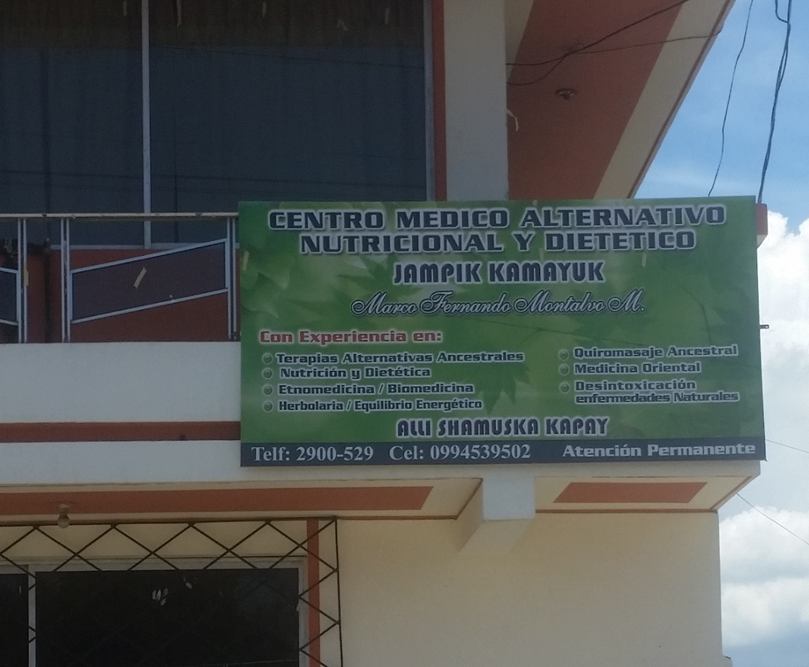 CENTRO MEDICO ALTERNATIVO
NUTRICIONAL Y DIETETICO
JAMPIK KAMAYUK
Marco Fernando Montalvo M.
Con Experiencia en:
Terapias Alternativas Ancestrales
Nutrición y Dietética
Etnomedicina / Biomedicina
Herbolaria / Equilibrio Energético
Quiromasaje Ancestral
Medicina Oriental
Desintoxicación
enfermedades Naturales
ALLI SHAMUSKA KAPAY
Telf: 2900-529 Cel: 0994539502 Atención Permanente